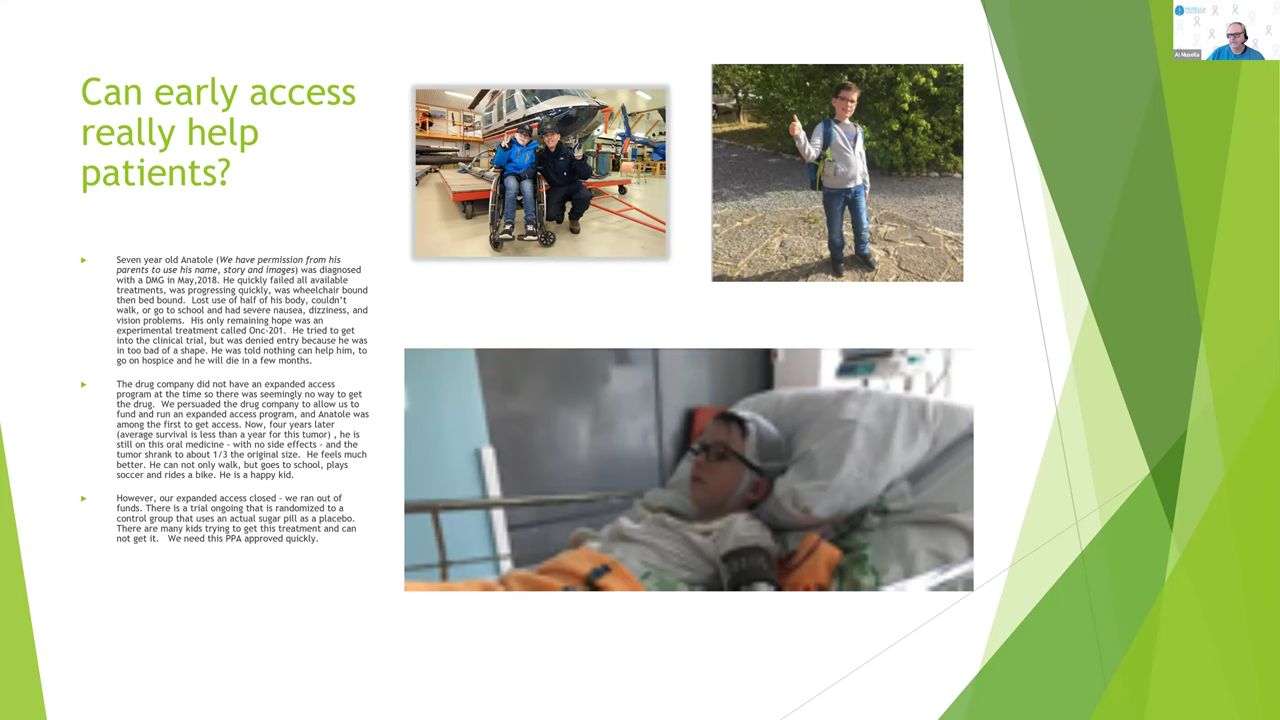 MUSELLA
Al Musella
Can early access
really help
patients?
Seven year old Anatole (We have permission from his
parents to use his name, story and images) was diagnosed
with a DMG in May,2018. He quickly failed all available
treatments, was progressing quickly, was wheelchair bound
then bed bound. Lost use of half of his body, couldn't
walk, or go to school and had severe nausea, dizziness, and
vision problems. His only remaining hope was an
experimental treatment called Onc-201. He tried to get
into the clinical trial, but was denied entry because he was
in too bad of a shape. He was told nothing can help him, to
go on hospice and he will die in a few months.
The drug company did not have an expanded access
program at the time so there was seemingly no way to get
the drug. We persuaded the drug company to allow us to
fund and run an expanded access program, and Anatole was
among the first to get access. Now, four years later
(average survival is less than a year for this tumor) , he is
still on this oral medicine - with no side effects - and the
tumor shrank to about 1/3 the original size. He feels much
better. He can not only walk, but goes to school, plays
soccer and rides a bike. He is a happy kid.
However, our expanded access closed - we ran out of
funds. There is a trial ongoing that is randomized to a
control group that uses an actual sugar pill as a placebo.
There are many kids trying to get this treatment and can
not get it. We need this PPA approved quickly.